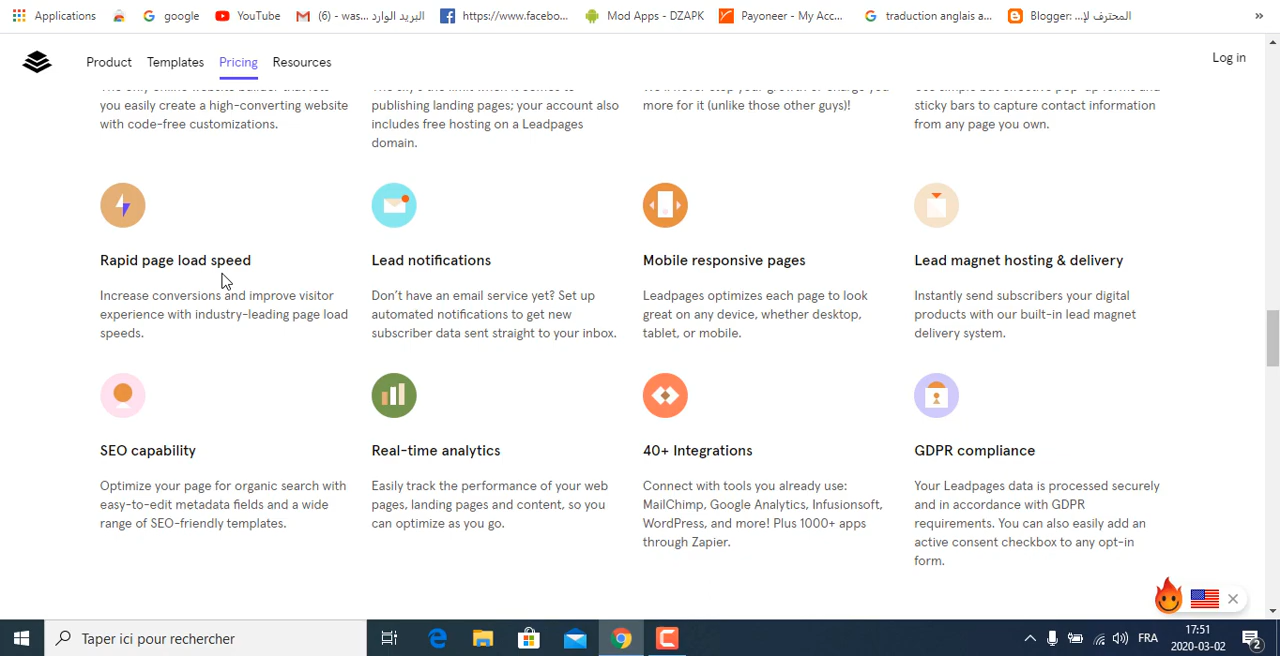 Applications
google
YouTube
(6) - was... البريد الوارد
https://www.facebo...
Mod Apps - DZAPK
Payoneer - My Acc...
traduction anglais a...
Blogger: المحترف لإ...
»
Product
Templates
Pricing
Resources
Log in
you easily create a high-converting website
with code-free customizations.
publishing landing pages; your account also
includes free hosting on a Leadpages
domain.
more for it (unlike those other guys)!
sticky bars to capture contact information
from any page you own.
Rapid page load speed
Increase conversions and improve visitor
experience with industry-leading page load
speeds.
Lead notifications
Don't have an email service yet? Set up
automated notifications to get new
subscriber data sent straight to your inbox.
Mobile responsive pages
Leadpages optimizes each page to look
great on any device, whether desktop,
tablet, or mobile.
Lead magnet hosting & delivery
Instantly send subscribers your digital
products with our built-in lead magnet
delivery system.
SEO capability
Optimize your page for organic search with
easy-to-edit metadata fields and a wide
range of SEO-friendly templates.
Real-time analytics
Easily track the performance of your web
pages, landing pages and content, so you
can optimize as you go.
40+ Integrations
Connect with tools you already use:
MailChimp, Google Analytics, Infusionsoft,
WordPress, and more! Plus 1000+ apps
through Zapier.
GDPR compliance
Your Leadpages data is processed securely
and in accordance with GDPR
requirements. You can also easily add an
active consent checkbox to any opt-in
form.
Taper ici pour rechercher
FRA
17:51
2020-03-02
2